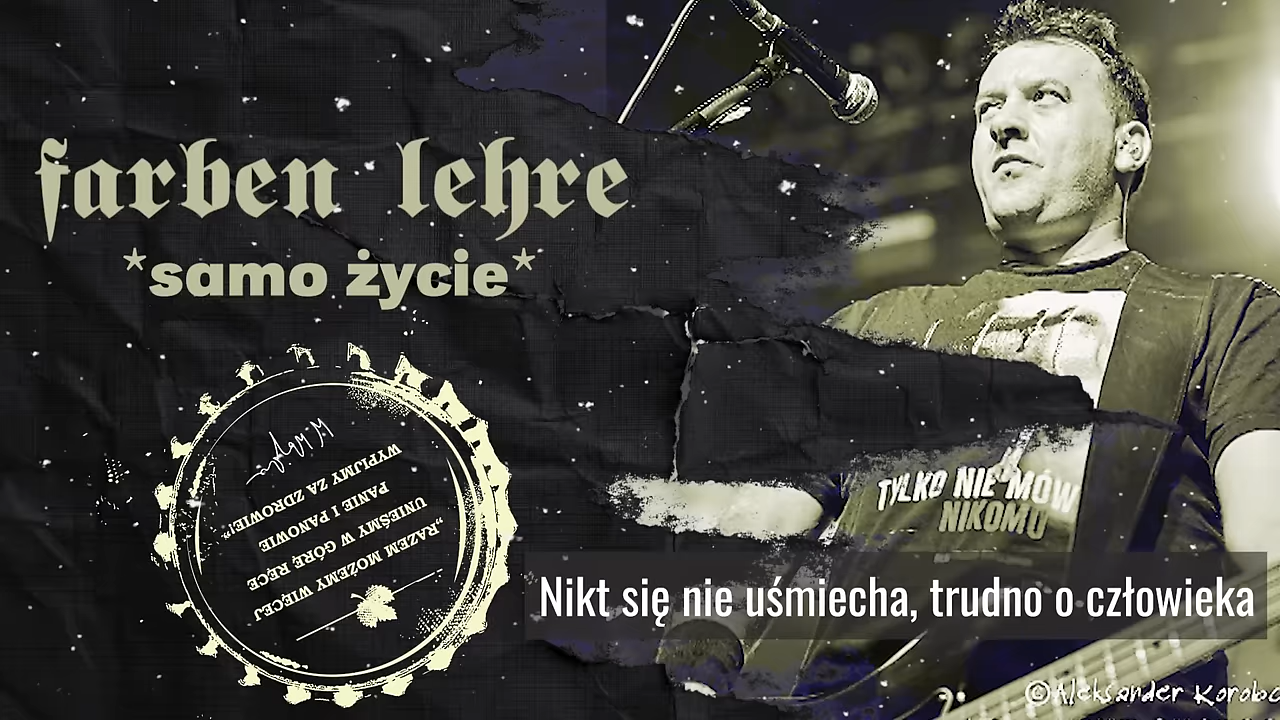 farben lehre
*samo życie*
„RAZEM MOŻEMY WIĘCEJ
UNIEŚMY W GÓRĘ RĘCE
PANIE I PANOWIE
WYPIJMY ZA ZDROWIE!”
TYLKO NIE MÓW
NIKOMU
Nikt się nie uśmiecha, trudno o człowieka
©Aleksander Korobc